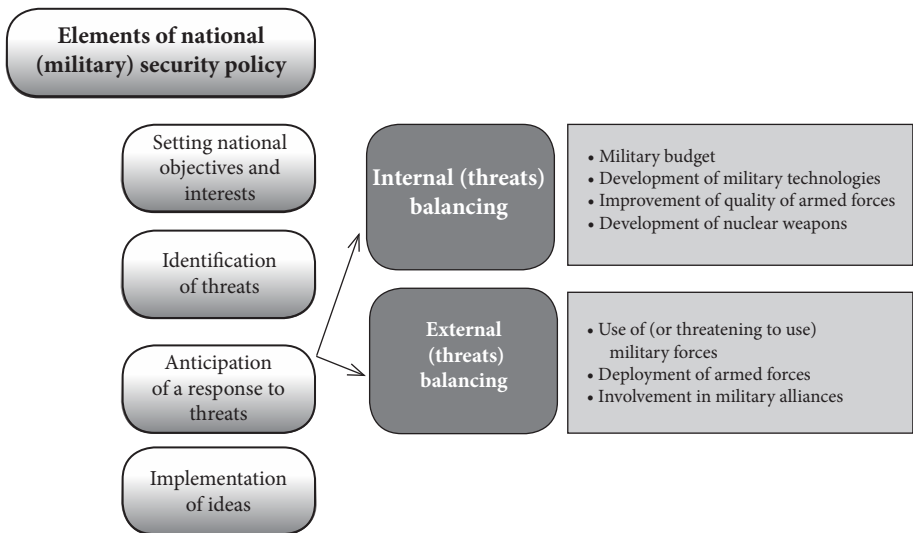 Elements of national
(military) security policy
Setting national
objectives and
interests
Identification
of threats
Anticipation
of a response to
threats
Implementation
of ideas
Internal (threats)
balancing
• Military budget
• Development of military technologies
• Improvement of quality of armed forces
• Development of nuclear weapons
External
(threats)
balancing
• Use of (or threatening to use)
military forces
• Deployment of armed forces
• Involvement in military alliances